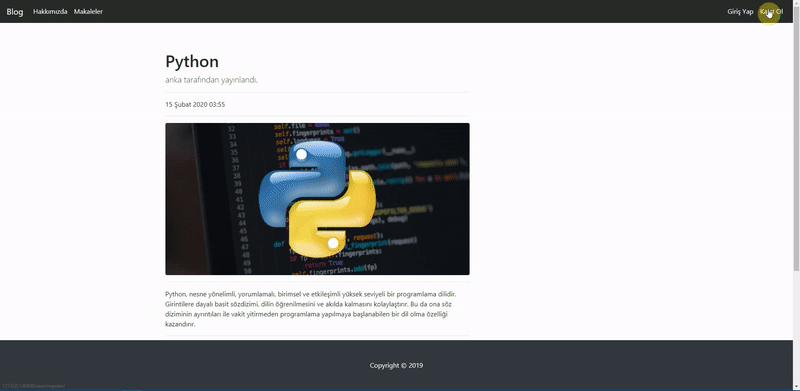 Blog Hakkımızda Makaleler Giriş Yap Kayıt Ol
Python
anka tarafından yayınlandı.
15 Şubat 2020 03:55
Python, nesne yönelimli, yorumlamalı, birimsel ve etkileşimli yüksek seviyeli bir programlama dilidir.
Girintilere dayalı basit sözdizimi, dilin öğrenilmesini ve akılda kalmasını kolaylaştırır. Bu da ona söz
diziminin ayrıntıları ile vakit yitirmeden programlama yapılmaya başlanabilen bir dil olma özelliği
kazandırır.
Copyright © 2019